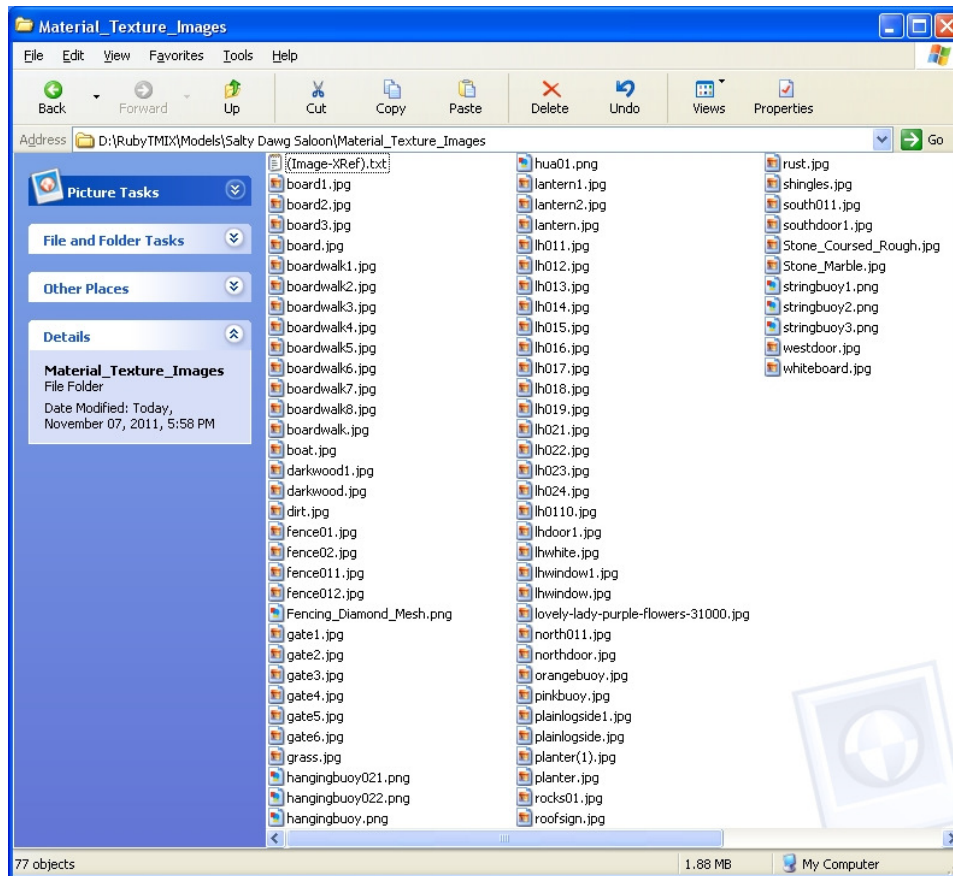 Material_Texture_Images
File Edit View Favorites Tools Help
Back Forward Up Cut Copy Paste Delete Undo Views Properties
Address D:\RubyTMIX\Models\Salty Dawg Saloon\Material_Texture_Images Go
Picture Tasks
File and Folder Tasks
Other Places
Details
Material_Texture_Images
File Folder
Date Modified: Today,
November 07, 2011, 5:58 PM
(Image-XRef).txt
board1.jpg
board2.jpg
board3.jpg
board.jpg
boardwalk1.jpg
boardwalk2.jpg
boardwalk3.jpg
boardwalk4.jpg
boardwalk5.jpg
boardwalk6.jpg
boardwalk7.jpg
boardwalk8.jpg
boardwalk.jpg
boat.jpg
darkwood1.jpg
darkwood.jpg
dirt.jpg
fence01.jpg
fence02.jpg
fence011.jpg
fence012.jpg
Fencing_Diamond_Mesh.png
gate1.jpg
gate2.jpg
gate3.jpg
gate4.jpg
gate5.jpg
gate6.jpg
grass.jpg
hangingbuoy021.png
hangingbuoy022.png
hangingbuoy.png
hua01.png
lantern1.jpg
lantern2.jpg
lantern.jpg
lh011.jpg
lh012.jpg
lh013.jpg
lh014.jpg
lh015.jpg
lh016.jpg
lh017.jpg
lh018.jpg
lh019.jpg
lh021.jpg
lh022.jpg
lh023.jpg
lh024.jpg
lh0110.jpg
lhdoor1.jpg
lhwhite.jpg
lhwindow1.jpg
lhwindow.jpg
lovely-lady-purple-flowers-31000.jpg
north011.jpg
northdoor.jpg
orangebuoy.jpg
pinkbuoy.jpg
plainlogside1.jpg
plainlogside.jpg
planter(1).jpg
planter.jpg
rocks01.jpg
roofsign.jpg
rust.jpg
shingles.jpg
south011.jpg
southdoor1.jpg
Stone_Coursed_Rough.jpg
Stone_Marble.jpg
stringbuoy1.png
stringbuoy2.png
stringbuoy3.png
westdoor.jpg
whiteboard.jpg
77 objects 1.88 MB My Computer